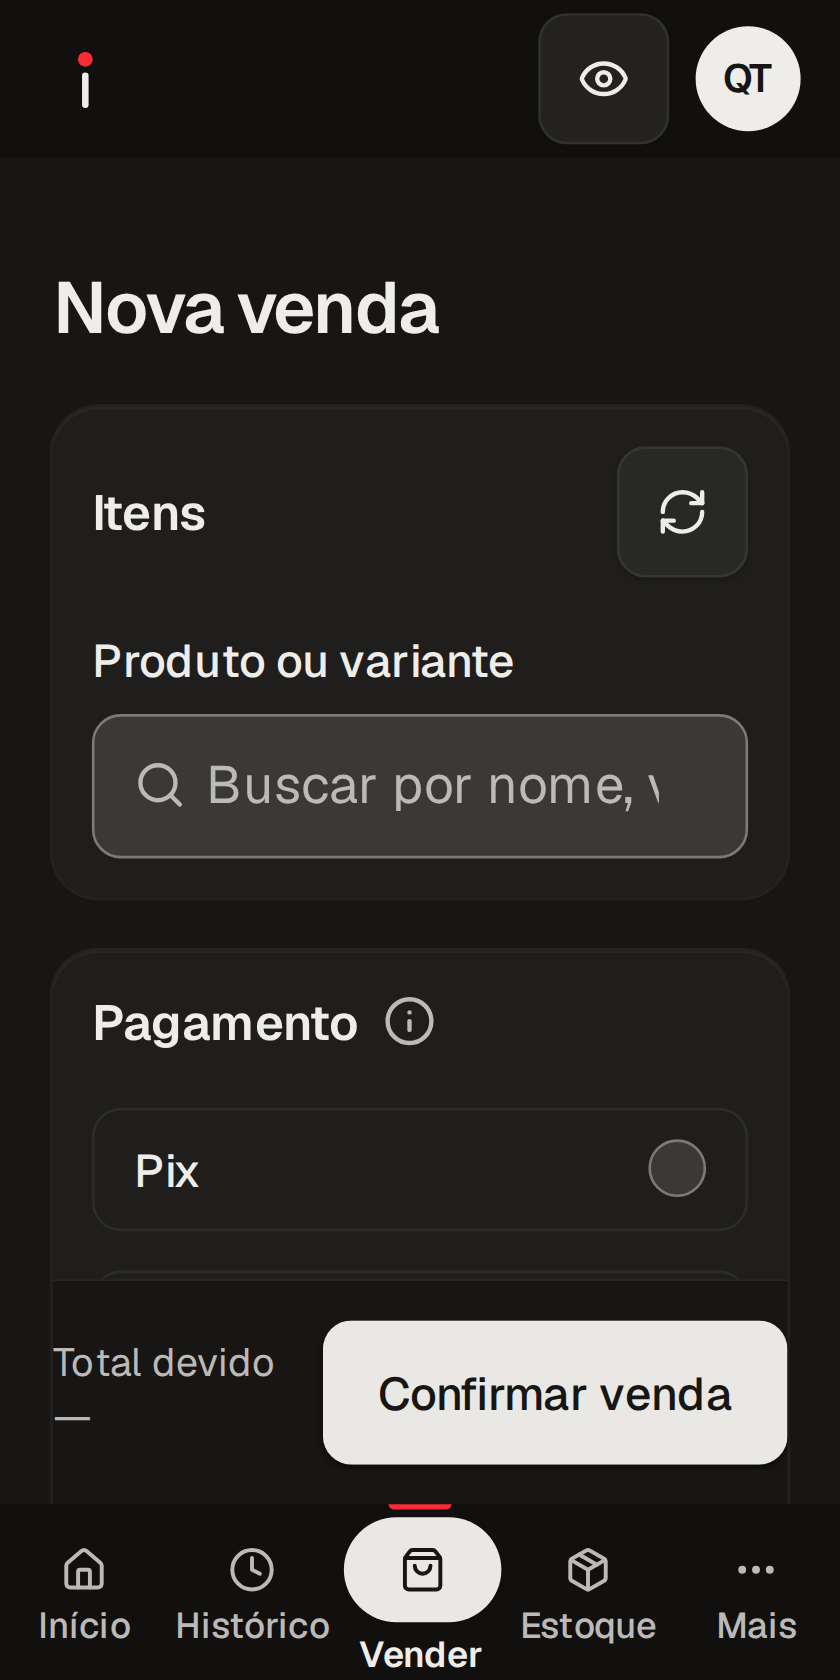 QT
Nova venda
Itens
Produto ou variante
Buscar por nome,
Pagamento
Pix
Total devido
—
Confirmar venda
Início
Histórico
Vender
Estoque
Mais